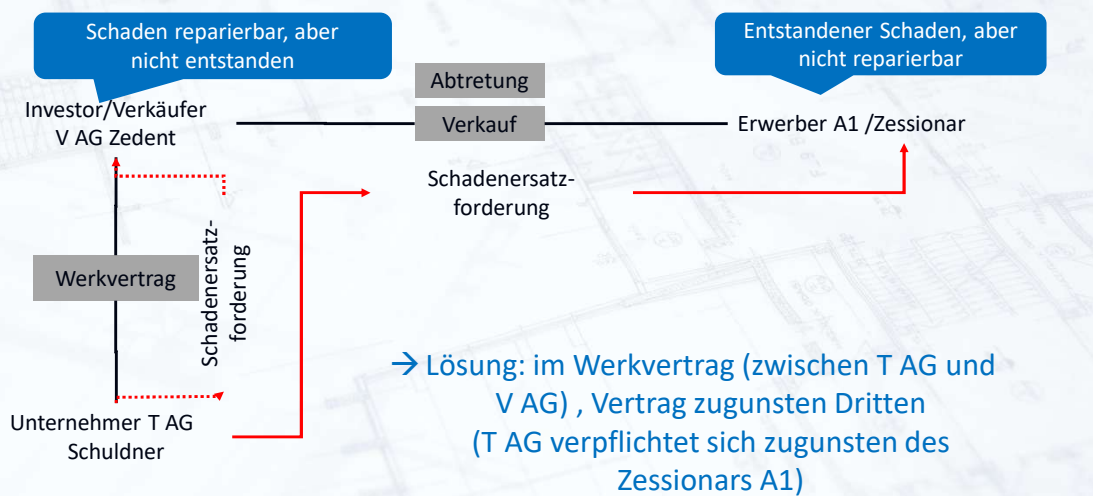 Schaden reparierbar, aber
nicht entstanden
Entstandener Schaden, aber
nicht reparierbar
Abtretung
Investor/Verkäufer
V AG Zedent
Verkauf
Erwerber A1 /Zessionar
Schadenersatz-
forderung
Werkvertrag
Schadenersatz-
forderung
→ Lösung: im Werkvertrag (zwischen T AG und
V AG) , Vertrag zugunsten Dritten
(T AG verpflichtet sich zugunsten des
Zessionars A1)
Unternehmer T AG
Schuldner